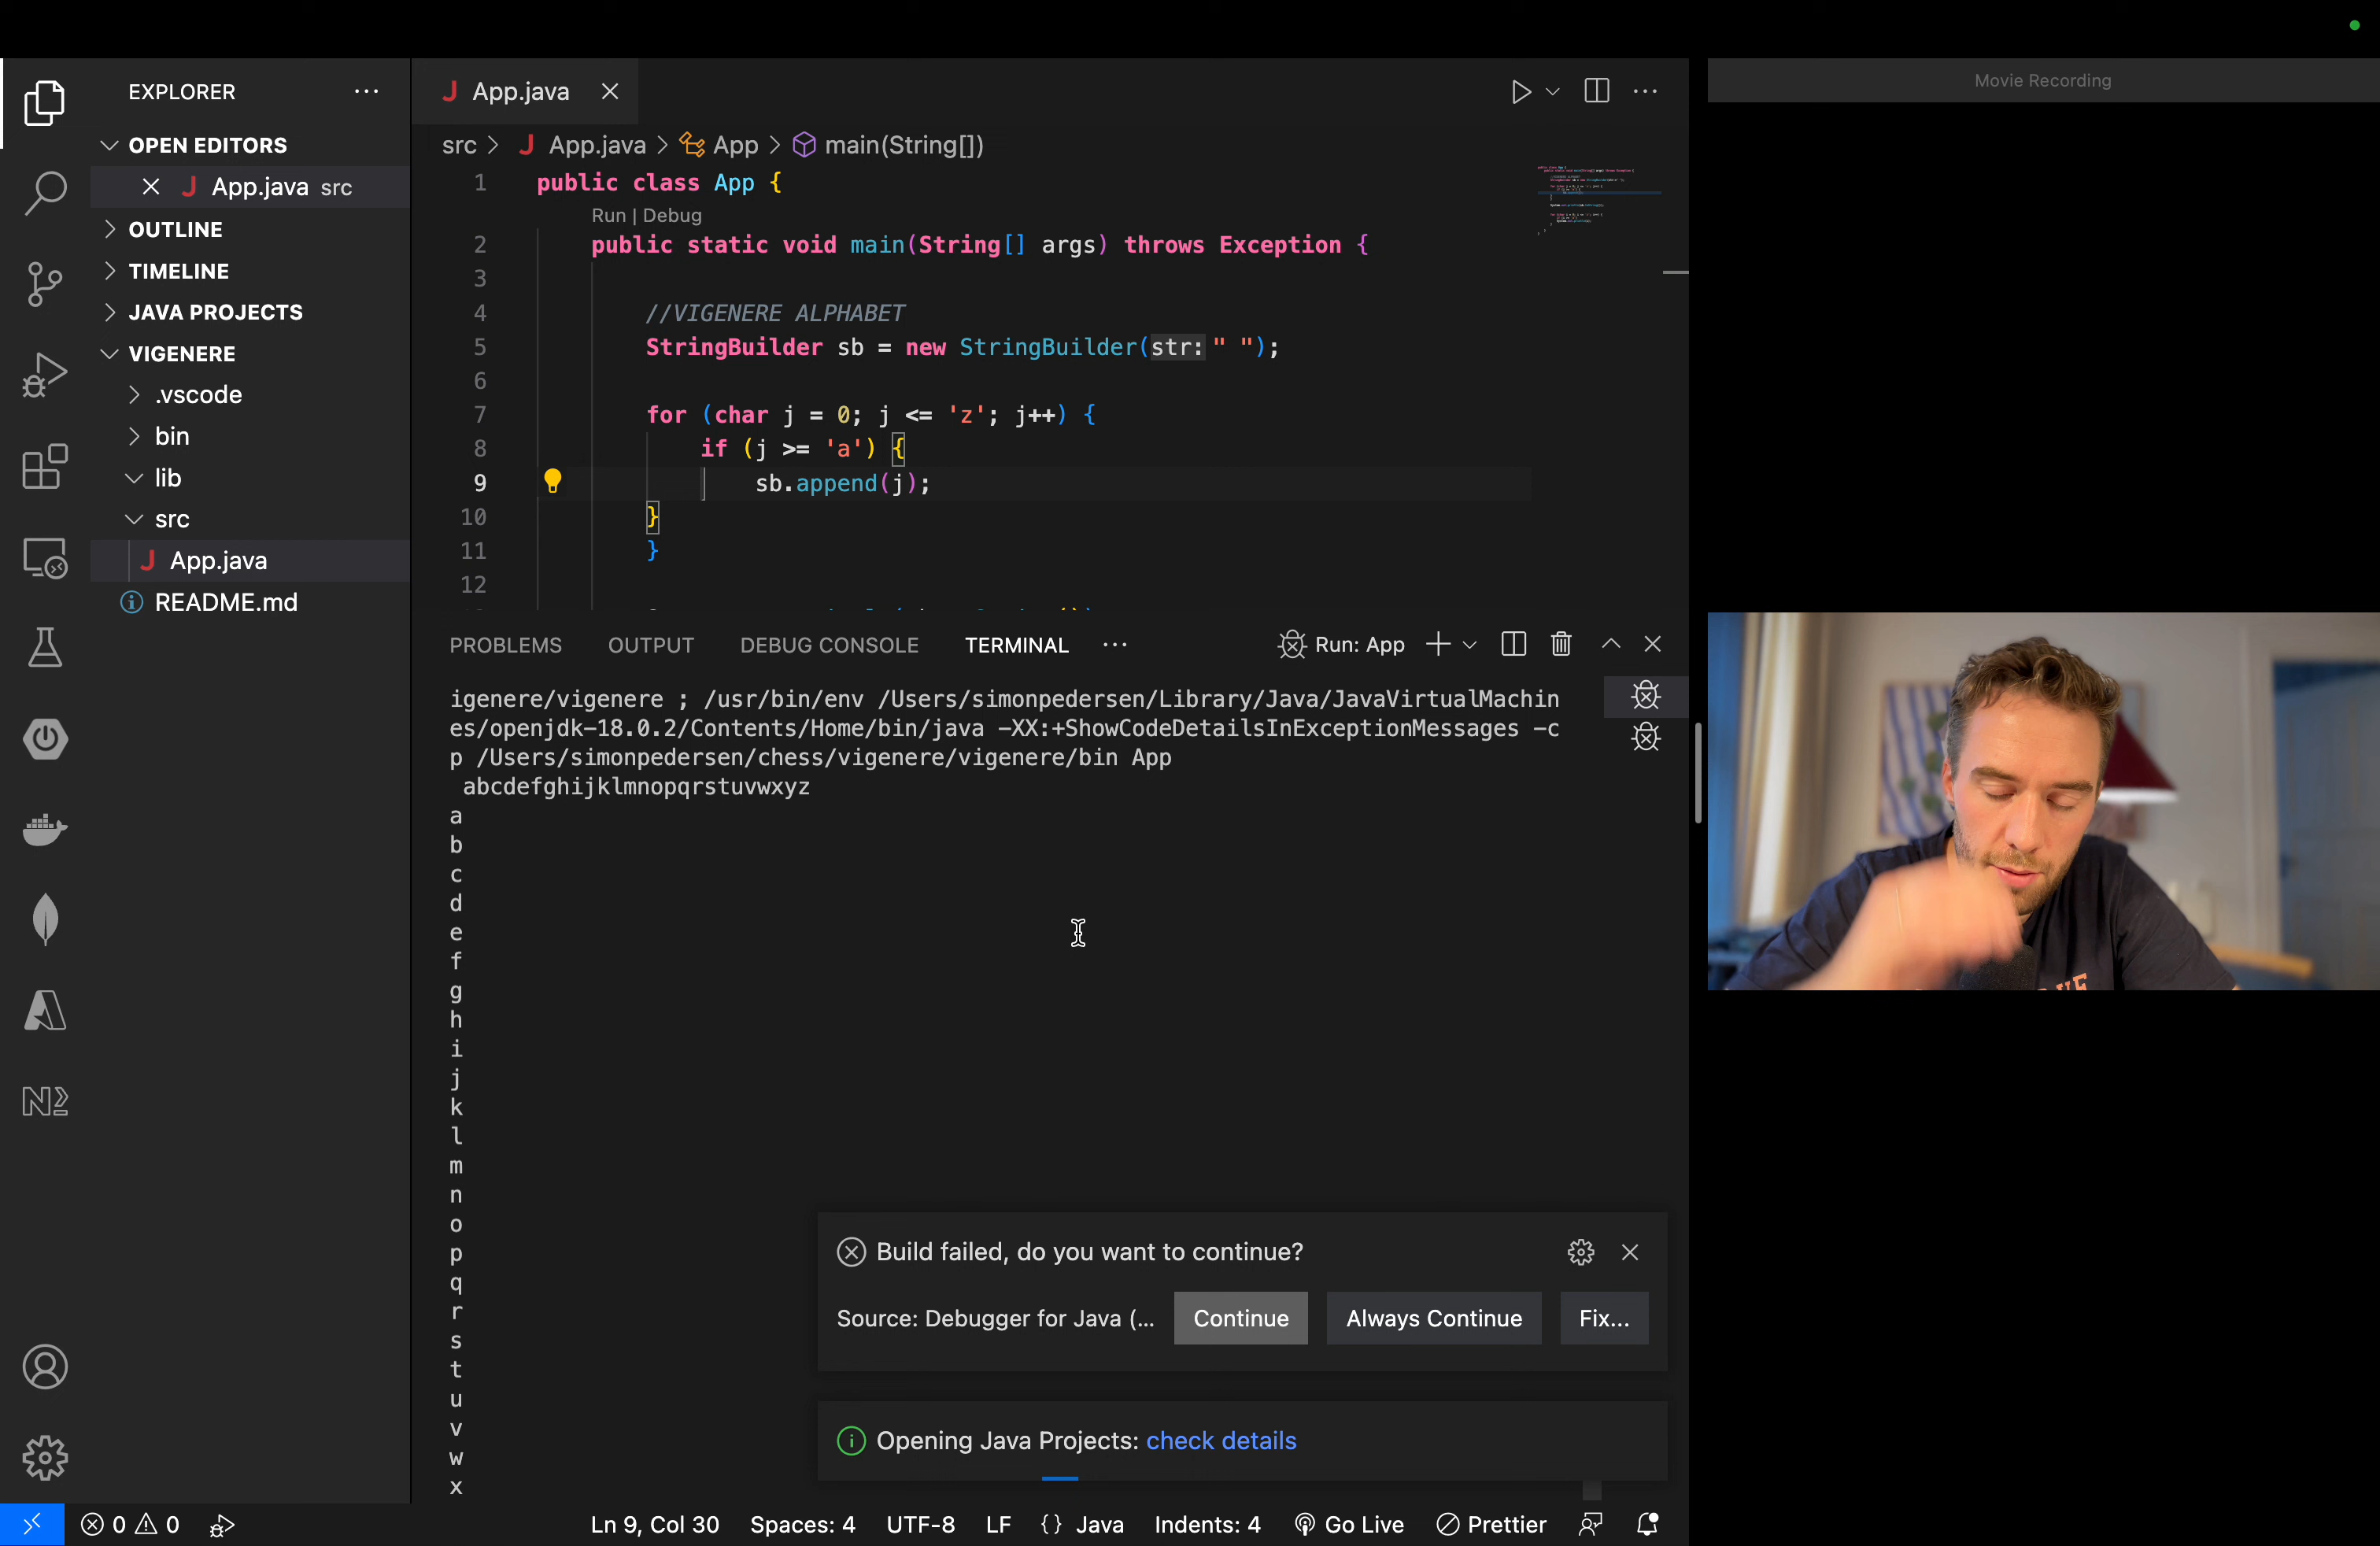 Movie Recording
EXPLORER
OPEN EDITORS
App.java src
OUTLINE
TIMELINE
JAVA PROJECTS
VIGENERE
.vscode
bin
lib
src
App.java
README.md
App.java
src > App.java > App > main(String[])
1 public class App {
Run | Debug
2 public static void main(String[] args) throws Exception {
3
4 //VIGENERE ALPHABET
5 StringBuilder sb = new StringBuilder(str:" ");
6
7 for (char j = 0; j <= 'z'; j++) {
8 if (j >= 'a') {
9 sb.append(j);
10 }
11 }
12
PROBLEMS OUTPUT DEBUG CONSOLE TERMINAL Run: App
igenere/vigenere ; /usr/bin/env /Users/simonpedersen/Library/Java/JavaVirtualMachin
es/openjdk-18.0.2/Contents/Home/bin/java -XX:+ShowCodeDetailsInExceptionMessages -c
p /Users/simonpedersen/chess/vigenere/vigenere/bin App
abcdefghijklmnopqrstuvwxyz
a
b
c
d
e
f
g
h
i
j
k
l
m
n
o
p
q
r
s
t
u
v
w
x
Build failed, do you want to continue?
Source: Debugger for Java (... Continue Always Continue Fix...
Opening Java Projects: check details
0 0 Ln 9, Col 30 Spaces: 4 UTF-8 LF {} Java Indents: 4 Go Live Prettier